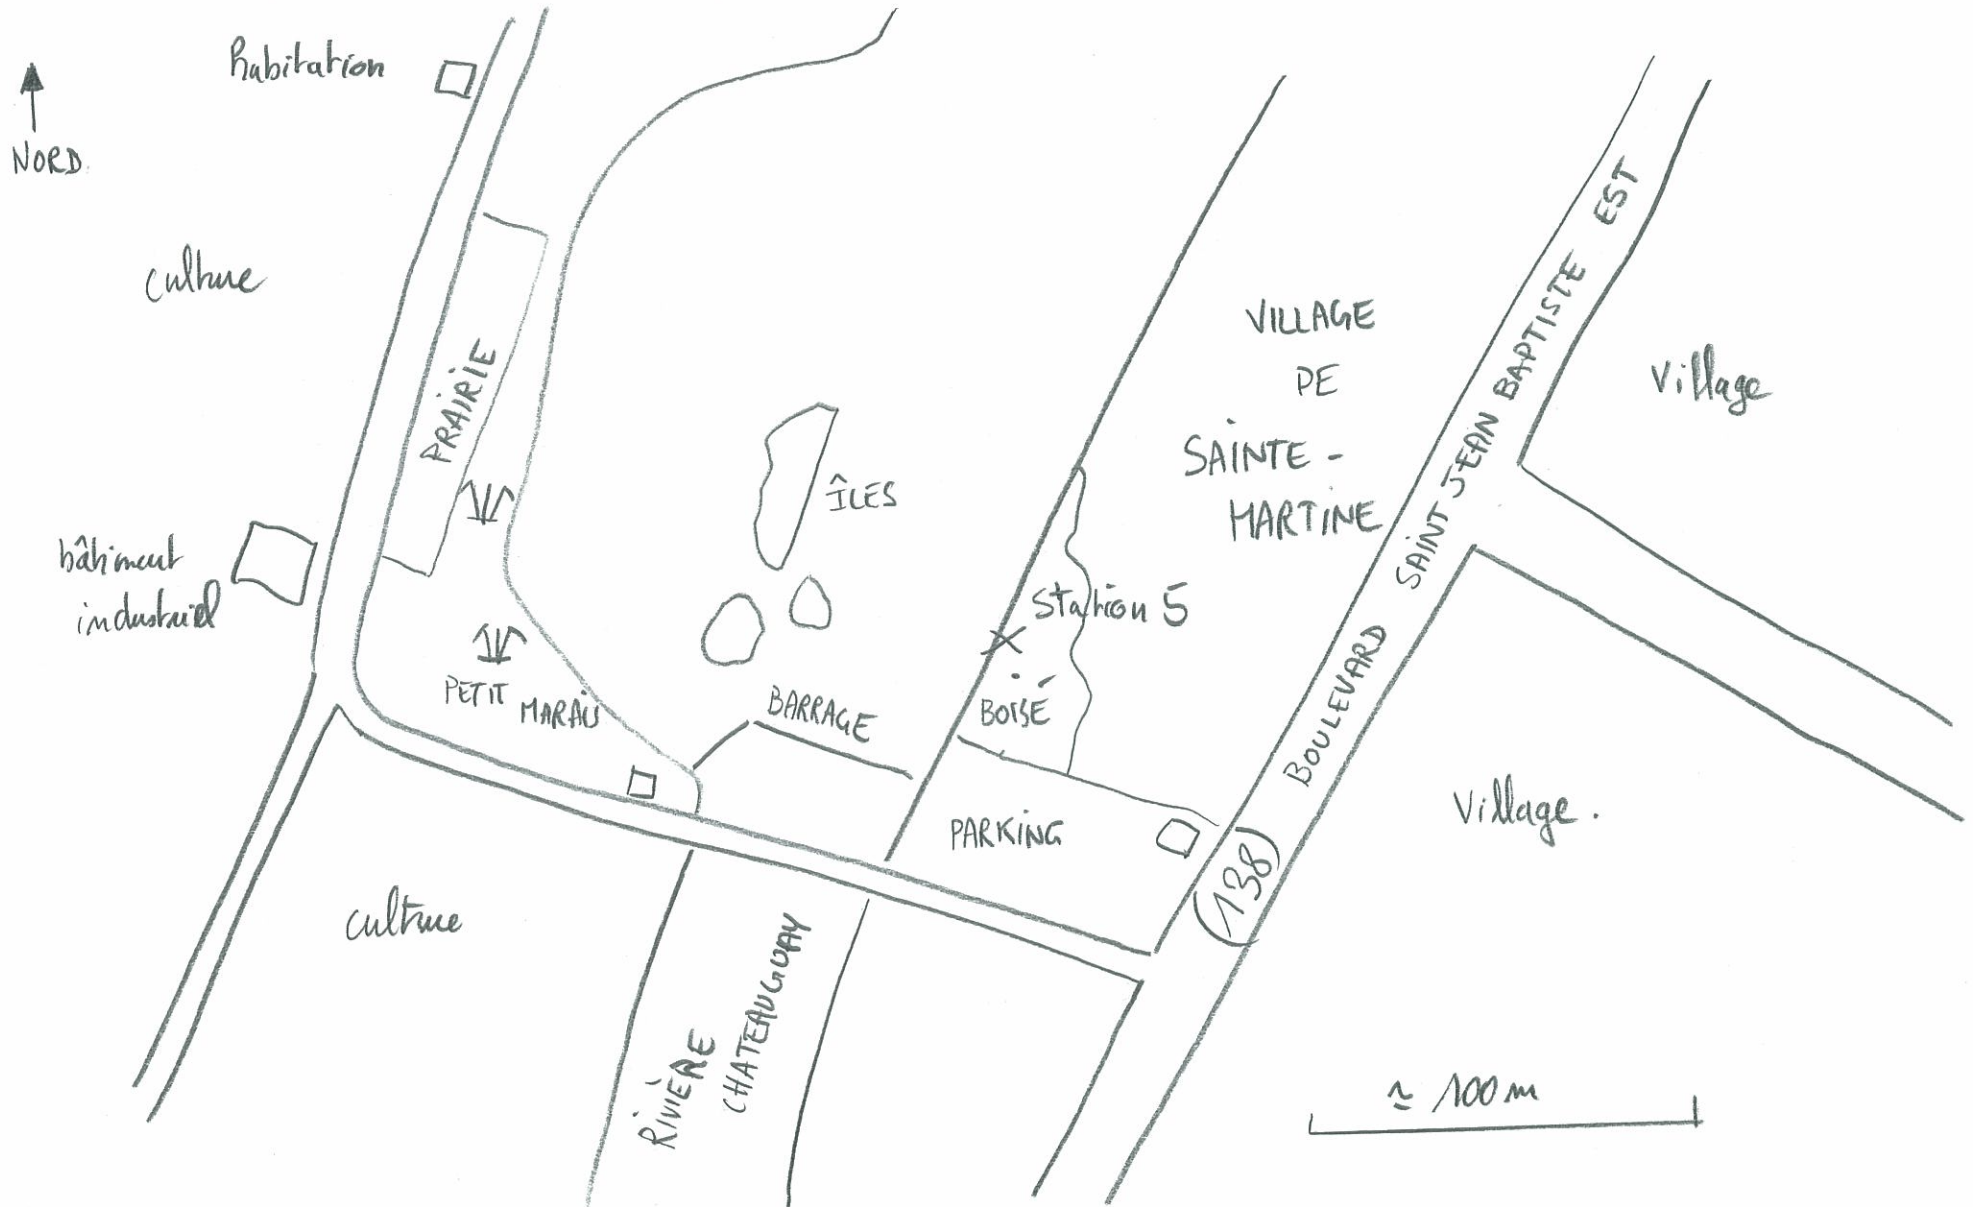 habitation
NORD
culture
PRAIRIE
bâtiment
industriel
PETIT MARAIS
ÎLES
BARRAGE
Station 5
BOISÉ
PARKING
VILLAGE
DE
SAINTE-
MARTINE
BOULEVARD SAINT JEAN BAPTISTE EST
(138)
Village
Village.
culture
RIVIÈRE
CHATEAUGUAY
≈ 100 m